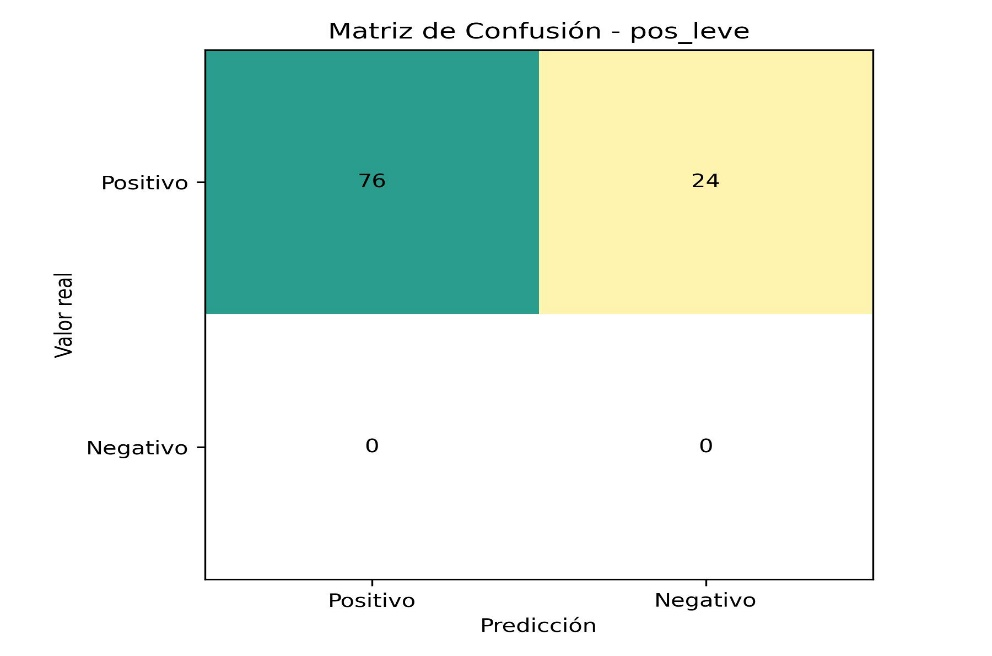 Matriz de Confusión - pos_leve
Positivo
76
24
Valor real
Negativo
0
0
Positivo
Negativo
Predicción